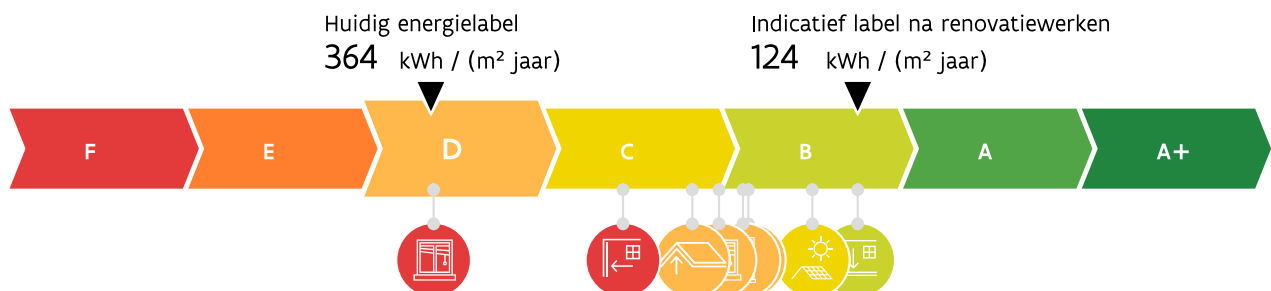 Huidig energielabel
364 kWh / (m² jaar)
Indicatief label na renovatiewerken
124 kWh / (m² jaar)
F E D C B A A+